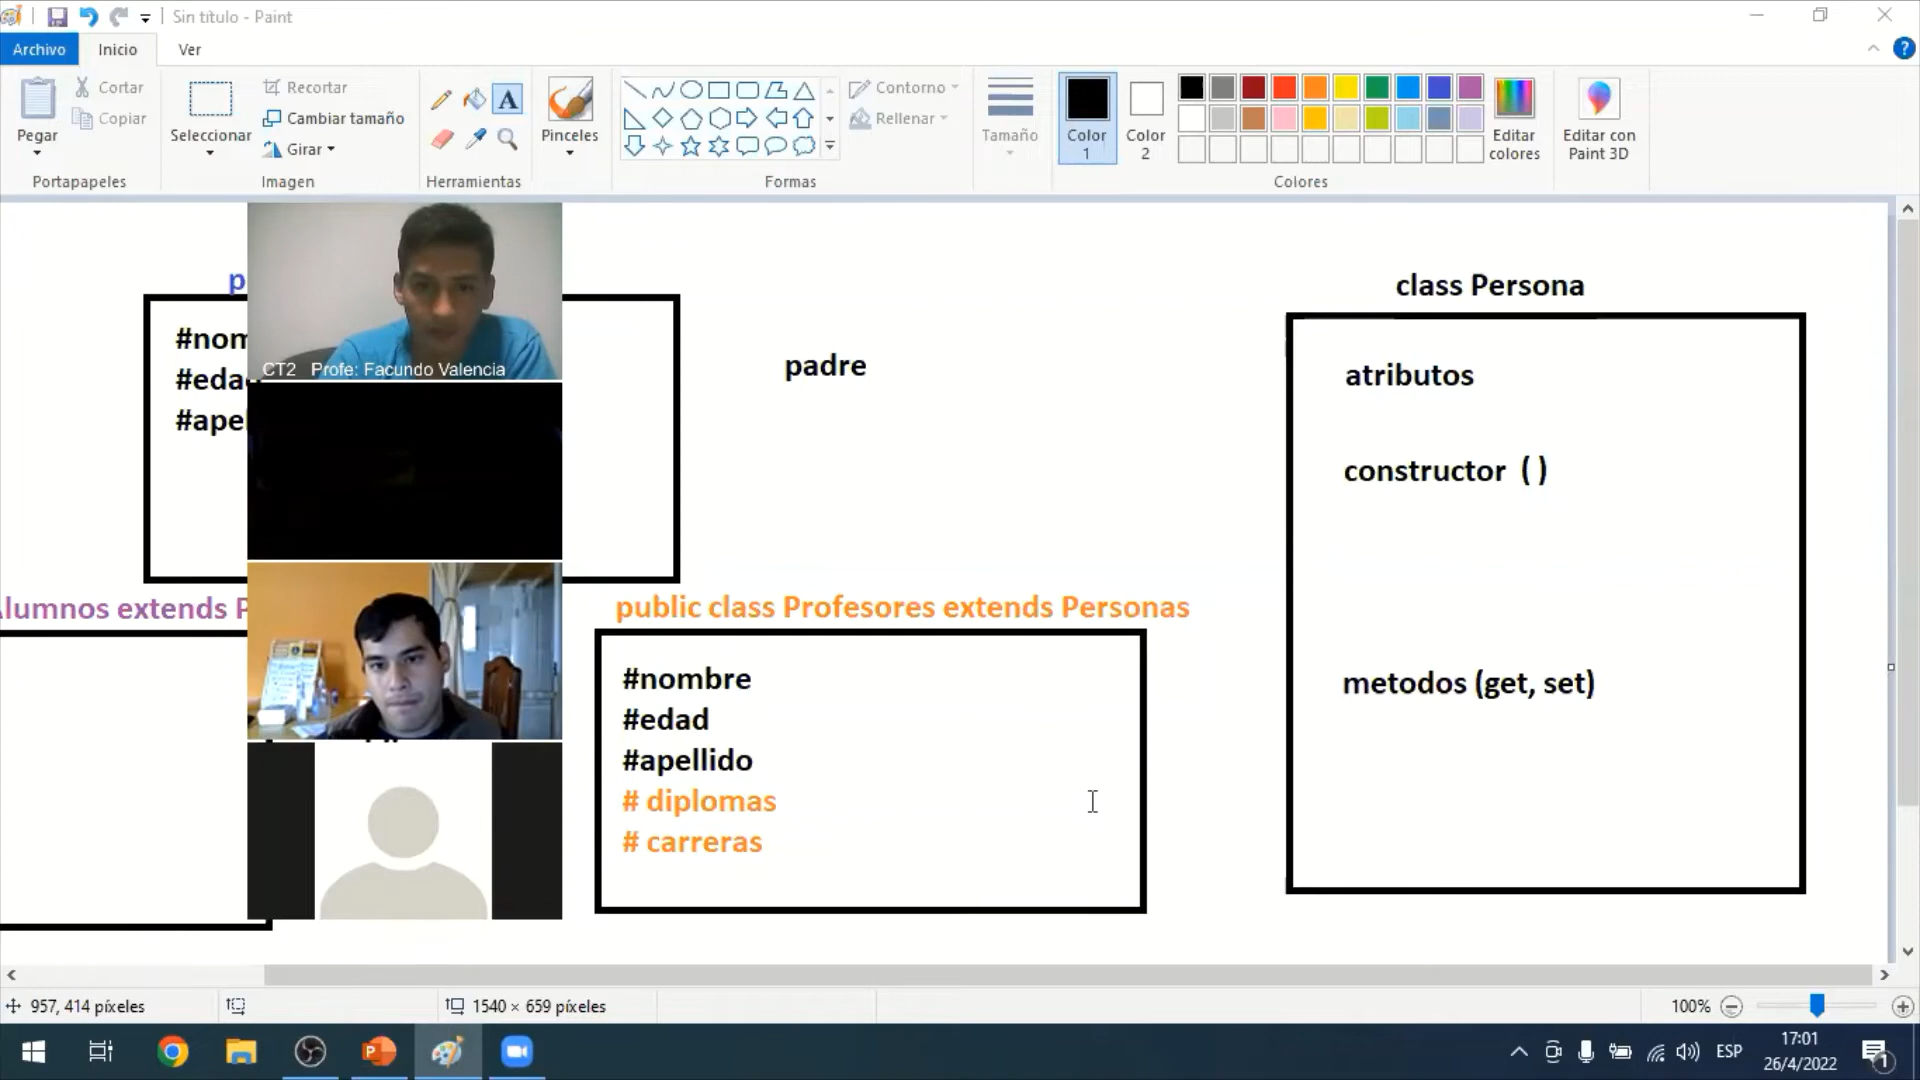 Sin título - Paint
Archivo
Inicio
Ver
Pegar
Cortar
Copiar
Portapapeles
Seleccionar
Recortar
Cambiar tamaño
Girar
Imagen
A
Herramientas
Pinceles
Contorno
Rellenar
Formas
Tamaño
Color
1
Color
2
Editar
colores
Editar con
Paint 3D
Colores
?
p
#nom
#eda
#apel
CT2 Profe: Facundo Valencia
padre
class Persona
atributos
constructor ( )
metodos (get, set)
Alumnos extends P
public class Profesores extends Personas
#nombre
#edad
#apellido
# diplomas
# carreras
957, 414 píxeles
1540 × 659 píxeles
100%
ESP
17:01
26/4/2022
1